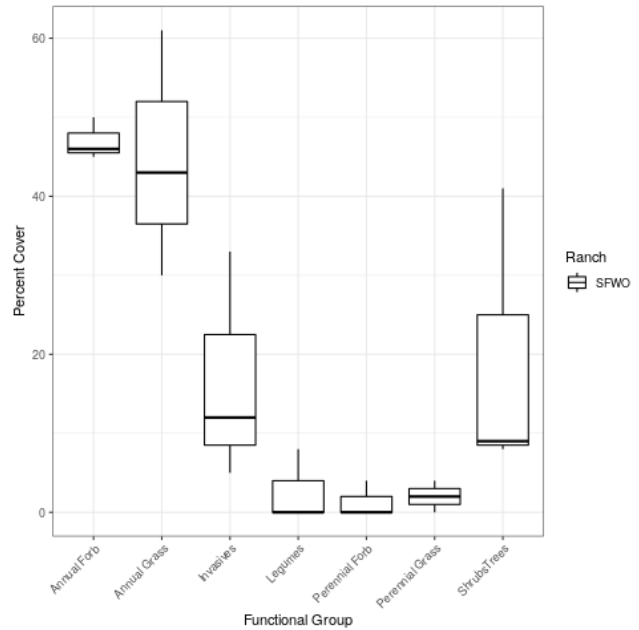 60
40
20
0
Percent Cover
Annual Forb
Annual Grass
Invasives
Legumes
Perennial Forb
Perennial Grass
ShrubsTrees
Functional Group
Ranch
SFWO